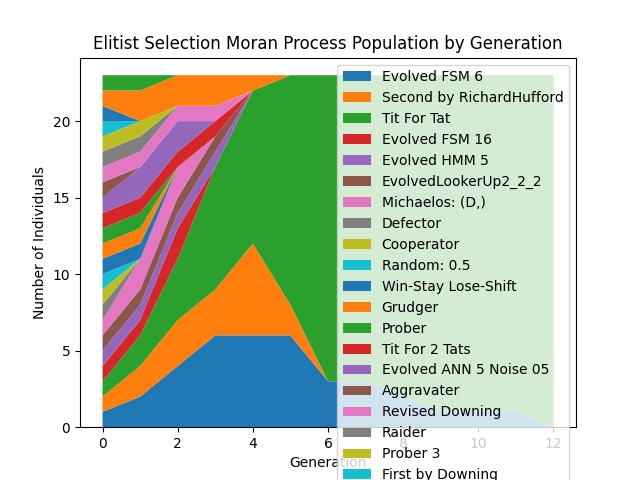 Elitist Selection Moran Process Population by Generation
Number of Individuals
20
15
10
5
0
0
2
4
6
8
10
12
Generation
Evolved FSM 6
Second by RichardHufford
Tit For Tat
Evolved FSM 16
Evolved HMM 5
EvolvedLookerUp2_2_2
Michaelos: (D,)
Defector
Cooperator
Random: 0.5
Win-Stay Lose-Shift
Grudger
Prober
Tit For 2 Tats
Evolved ANN 5 Noise 05
Aggravater
Revised Downing
Raider
Prober 3
First by Downing